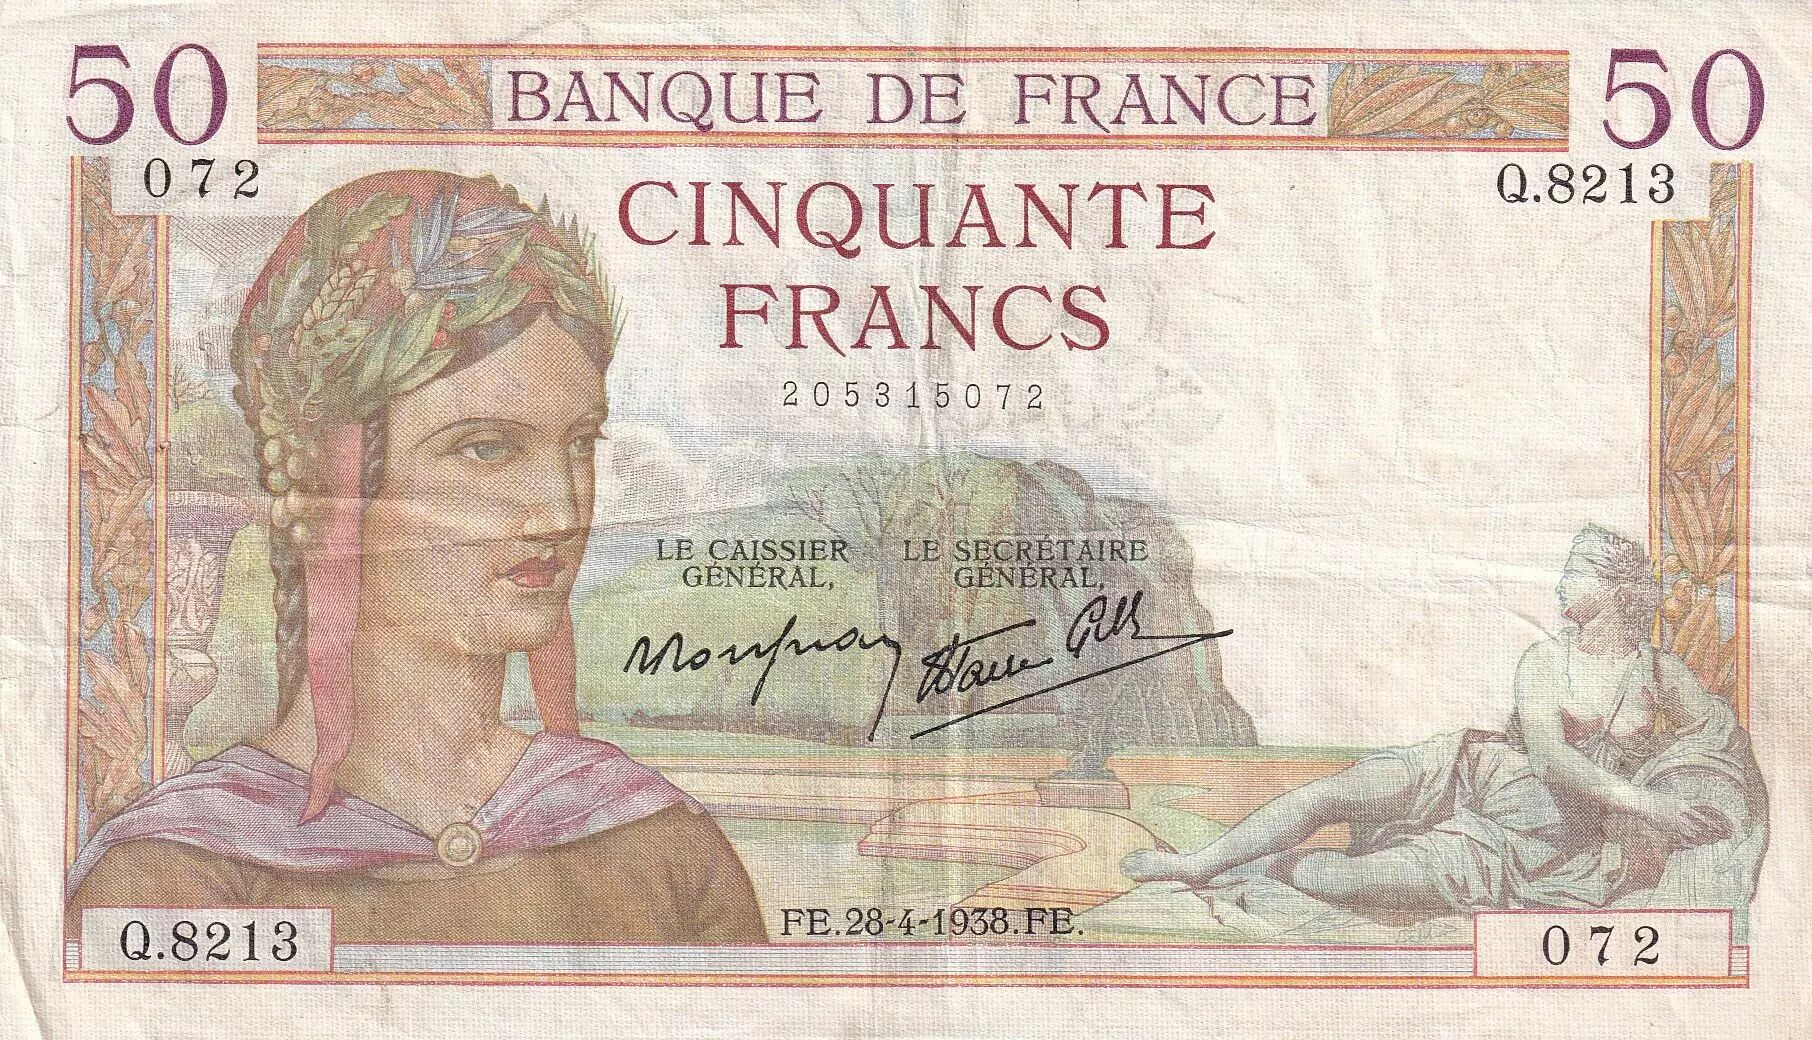 50 BANQUE DE FRANCE 50
072 Q.8213
CINQUANTE
FRANCS
205315072
LE CAISSIER GÉNÉRAL,
LE SECRÉTAIRE GÉNÉRAL,
FE.28-4-1938.FE.
Q.8213 072